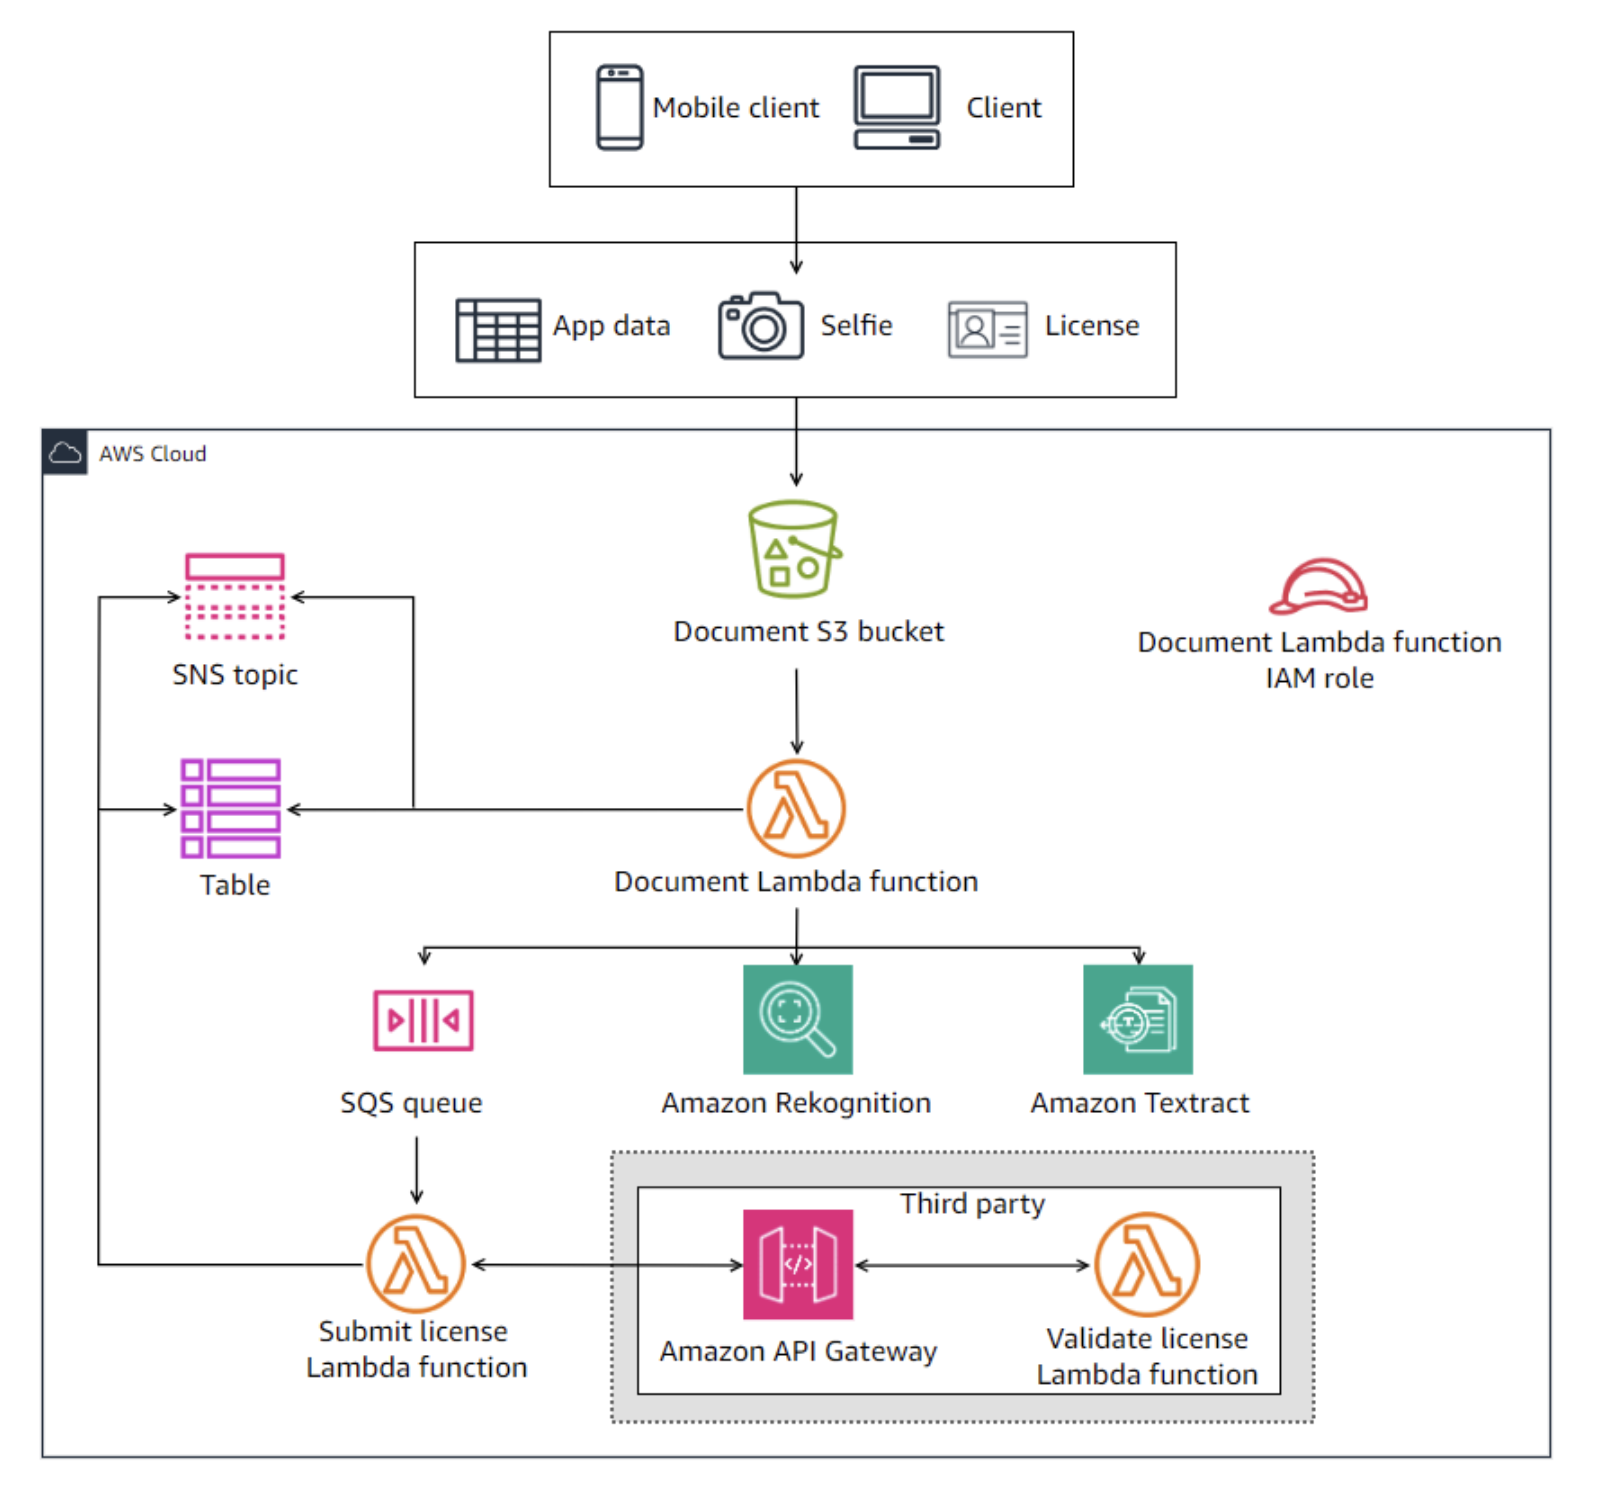 Mobile client
Client
App data
Selfie
License
AWS Cloud
SNS topic
Document S3 bucket
Document Lambda function
IAM role
Table
Document Lambda function
SQS queue
Amazon Rekognition
Amazon Textract
Third party
Submit license
Lambda function
Amazon API Gateway
Validate license
Lambda function